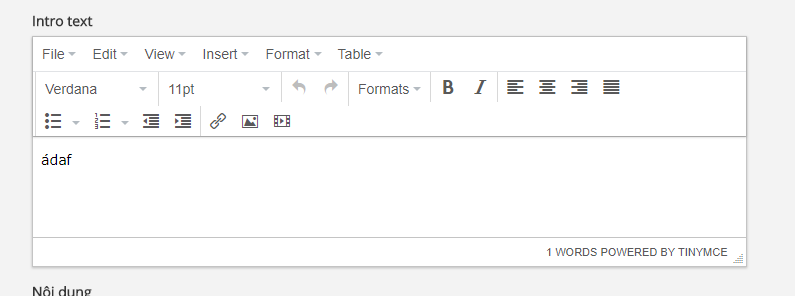 Intro text
File Edit View Insert Format Table
Verdana 11pt Formats B I
ádaf
1 WORDS POWERED BY TINYMCE
Nội dung